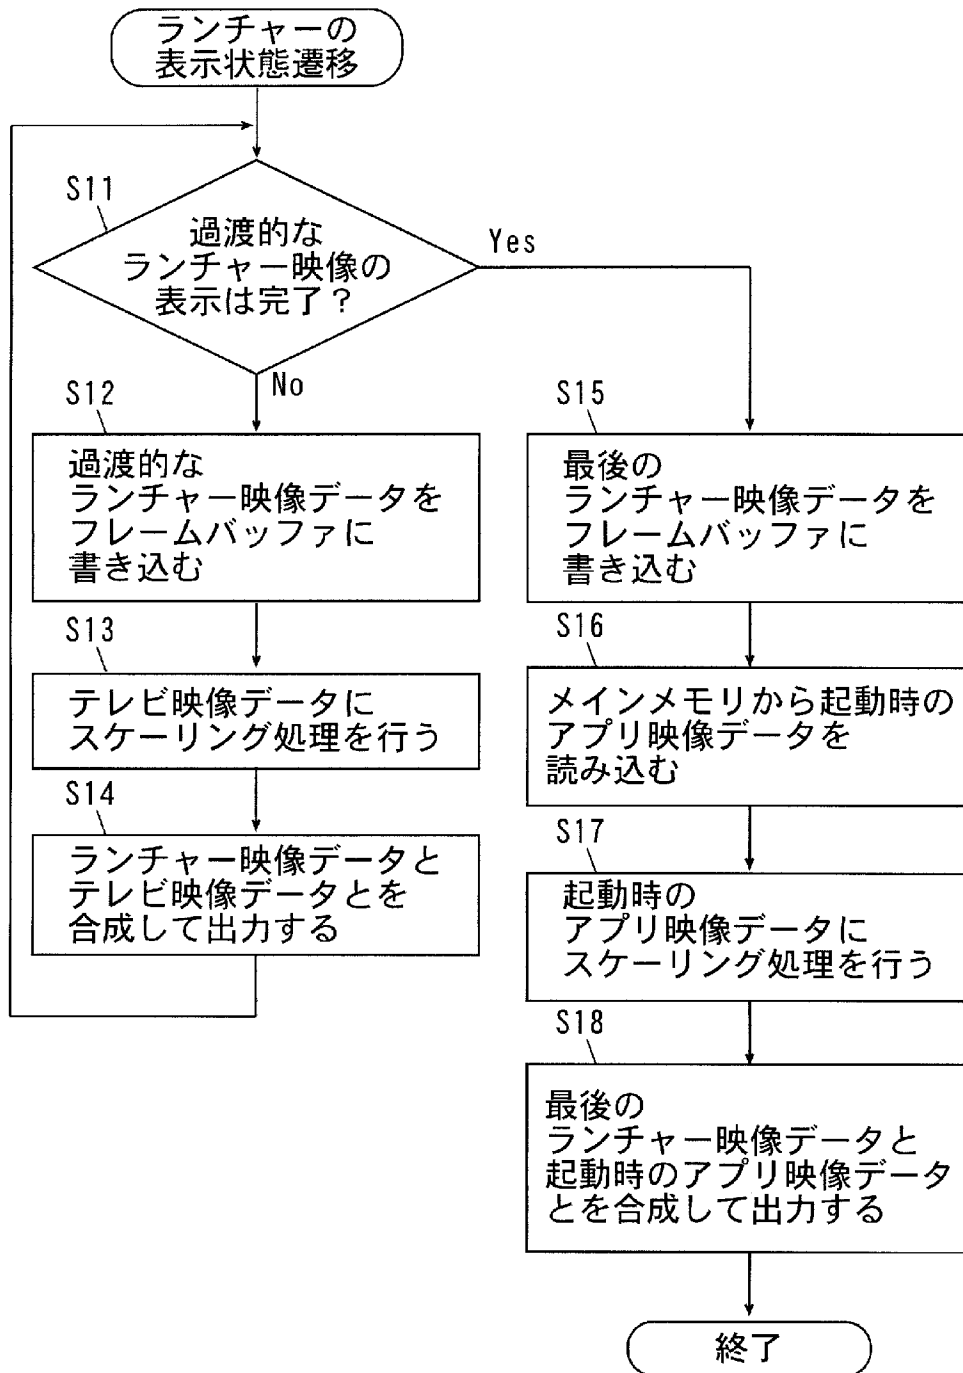 ランチャーの
表示状態遷移
S11
過渡的な
ランチャー映像の
表示は完了？
Yes
No
S12
過渡的な
ランチャー映像データを
フレームバッファに
書き込む
S13
テレビ映像データに
スケーリング処理を行う
S14
ランチャー映像データと
テレビ映像データとを
合成して出力する
S15
最後の
ランチャー映像データを
フレームバッファに
書き込む
S16
メインメモリから起動時の
アプリ映像データを
読み込む
S17
起動時の
アプリ映像データに
スケーリング処理を行う
S18
最後の
ランチャー映像データと
起動時のアプリ映像データ
とを合成して出力する
終了